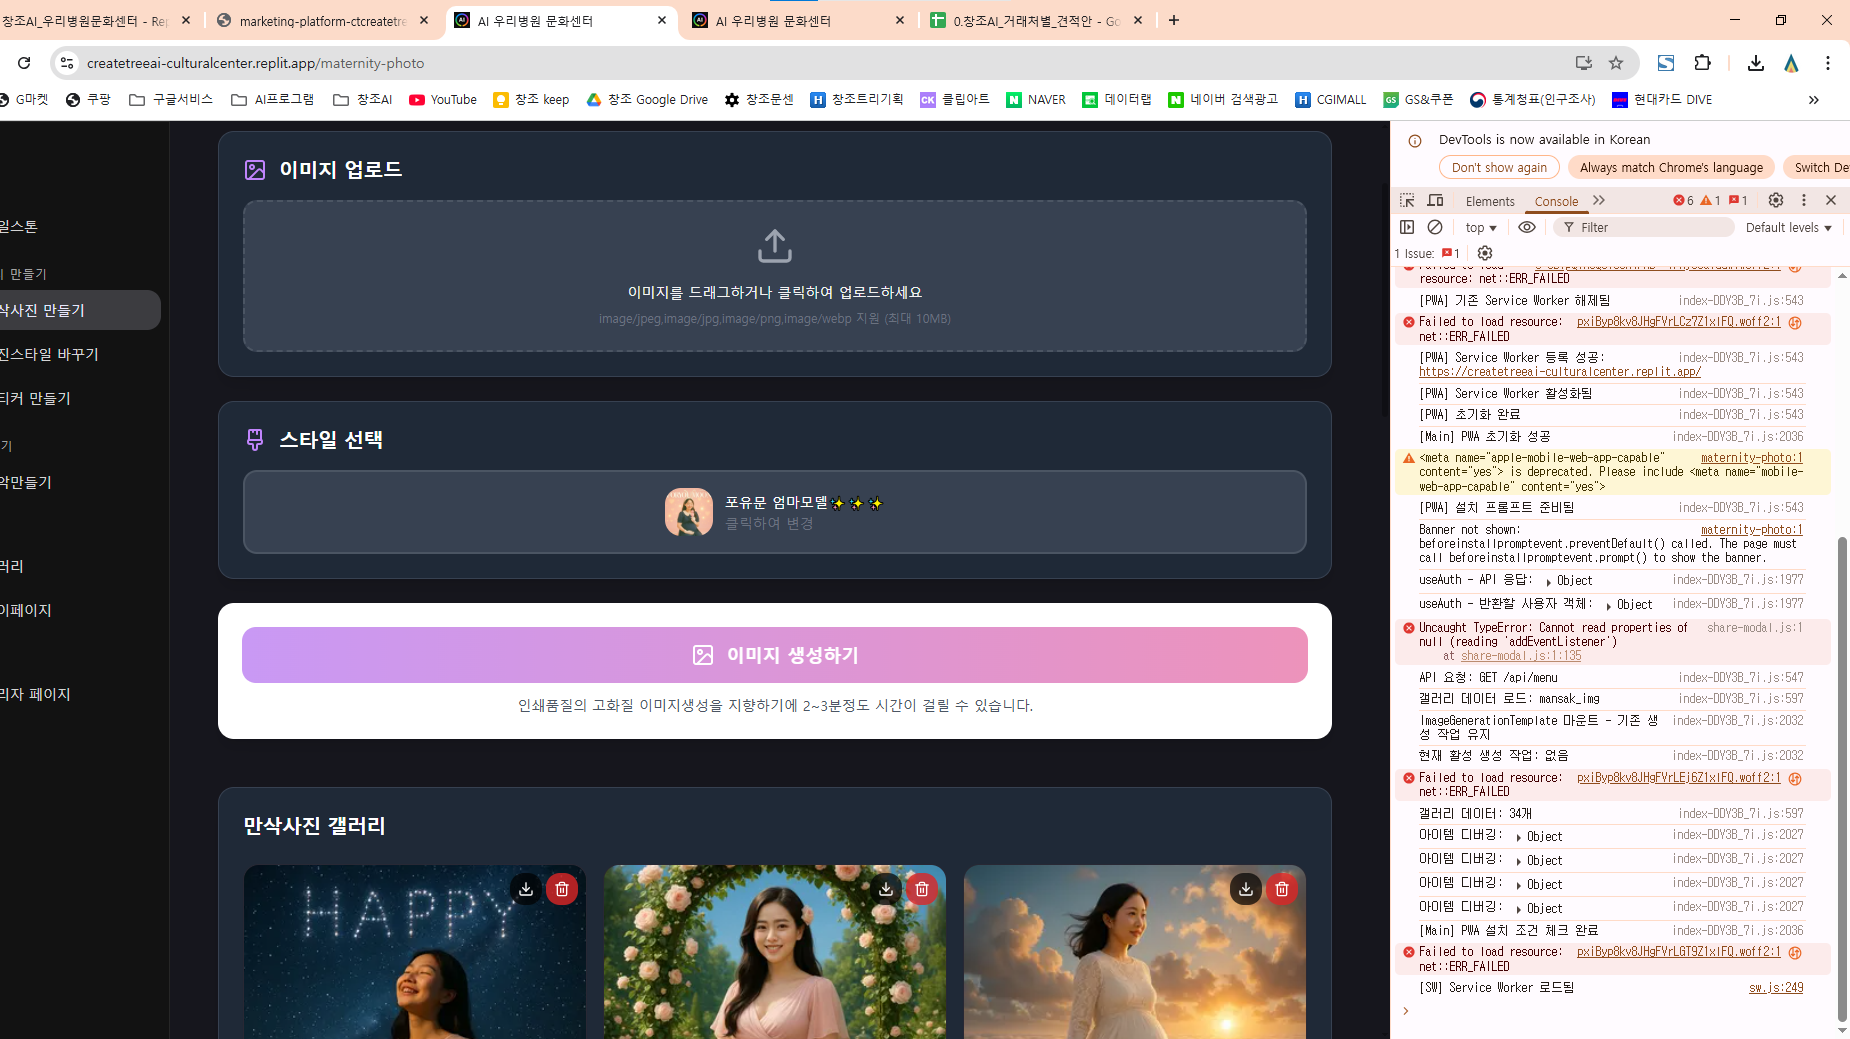 창조AI_우리병원문화센터 - Rep
marketing-platform-ctcreatetre
AI 우리병원 문화센터
AI 우리병원 문화센터
0.창조AI_거래처별_견적안 - Go
createtreeai-culturalcenter.replit.app/maternity-photo
G마켓
쿠팡
구글서비스
AI프로그램
창조AI
YouTube
창조 keep
창조 Google Drive
창조문센
창조트리기획
클립아트
NAVER
데이터랩
네이버 검색광고
CGIMALL
GS&쿠폰
통계청표(인구조사)
현대카드 DIVE
일스톤
만들기
삭사진 만들기
진스타일 바꾸기
티커 만들기
기
악만들기
러리
이페이지
리자 페이지
이미지 업로드
이미지를 드래그하거나 클릭하여 업로드하세요
image/jpeg,image/jpg,image/png,image/webp 지원 (최대 10MB)
스타일 선택
포유문 엄마모델✨✨✨
클릭하여 변경
이미지 생성하기
인쇄품질의 고화질 이미지생성을 지향하기에 2~3분정도 시간이 걸릴 수 있습니다.
만삭사진 갤러리
HAPPY
DevTools is now available in Korean
Don't show again
Always match Chrome's language
Switch De
Elements
Console
6
1
1
top
Filter
Default levels
1 Issue: 1
resource: net::ERR_FAILED
[PWA] 기존 Service Worker 해제됨 index-DDY3B_7i.js:543
Failed to load resource: pxiByp8kv8JHgFVrLCz7Z1xlFQ.woff2:1
net::ERR_FAILED
[PWA] Service Worker 등록 성공: index-DDY3B_7i.js:543
https://createtreeai-culturalcenter.replit.app/
[PWA] Service Worker 활성화됨 index-DDY3B_7i.js:543
[PWA] 초기화 완료 index-DDY3B_7i.js:543
[Main] PWA 초기화 성공 index-DDY3B_7i.js:2036
<meta name="apple-mobile-web-app-capable" maternity-photo:1
content="yes"> is deprecated. Please include <meta name="mobile-
web-app-capable" content="yes">
[PWA] 설치 프롬프트 준비됨 index-DDY3B_7i.js:543
Banner not shown: maternity-photo:1
beforeinstallpromptevent.preventDefault() called. The page must
call beforeinstallpromptevent.prompt() to show the banner.
useAuth - API 응답: Object index-DDY3B_7i.js:1977
useAuth - 반환할 사용자 객체: Object index-DDY3B_7i.js:1977
Uncaught TypeError: Cannot read properties of share-modal.js:1
null (reading 'addEventListener')
at share-modal.js:1:135
API 요청: GET /api/menu index-DDY3B_7i.js:547
갤러리 데이터 로드: mansak_img index-DDY3B_7i.js:597
ImageGenerationTemplate 마운트 - 기존 생 index-DDY3B_7i.js:2032
성 작업 유지
현재 활성 생성 작업: 없음 index-DDY3B_7i.js:2032
Failed to load resource: pxiByp8kv8JHgFVrLEj6Z1xlFQ.woff2:1
net::ERR_FAILED
갤러리 데이터: 34개 index-DDY3B_7i.js:597
아이템 디버깅: Object index-DDY3B_7i.js:2027
아이템 디버깅: Object index-DDY3B_7i.js:2027
아이템 디버깅: Object index-DDY3B_7i.js:2027
아이템 디버깅: Object index-DDY3B_7i.js:2027
[Main] PWA 설치 조건 체크 완료 index-DDY3B_7i.js:2036
Failed to load resource: pxiByp8kv8JHgFVrLGT9Z1xlFQ.woff2:1
net::ERR_FAILED
[SW] Service Worker 로드됨 sw.js:249